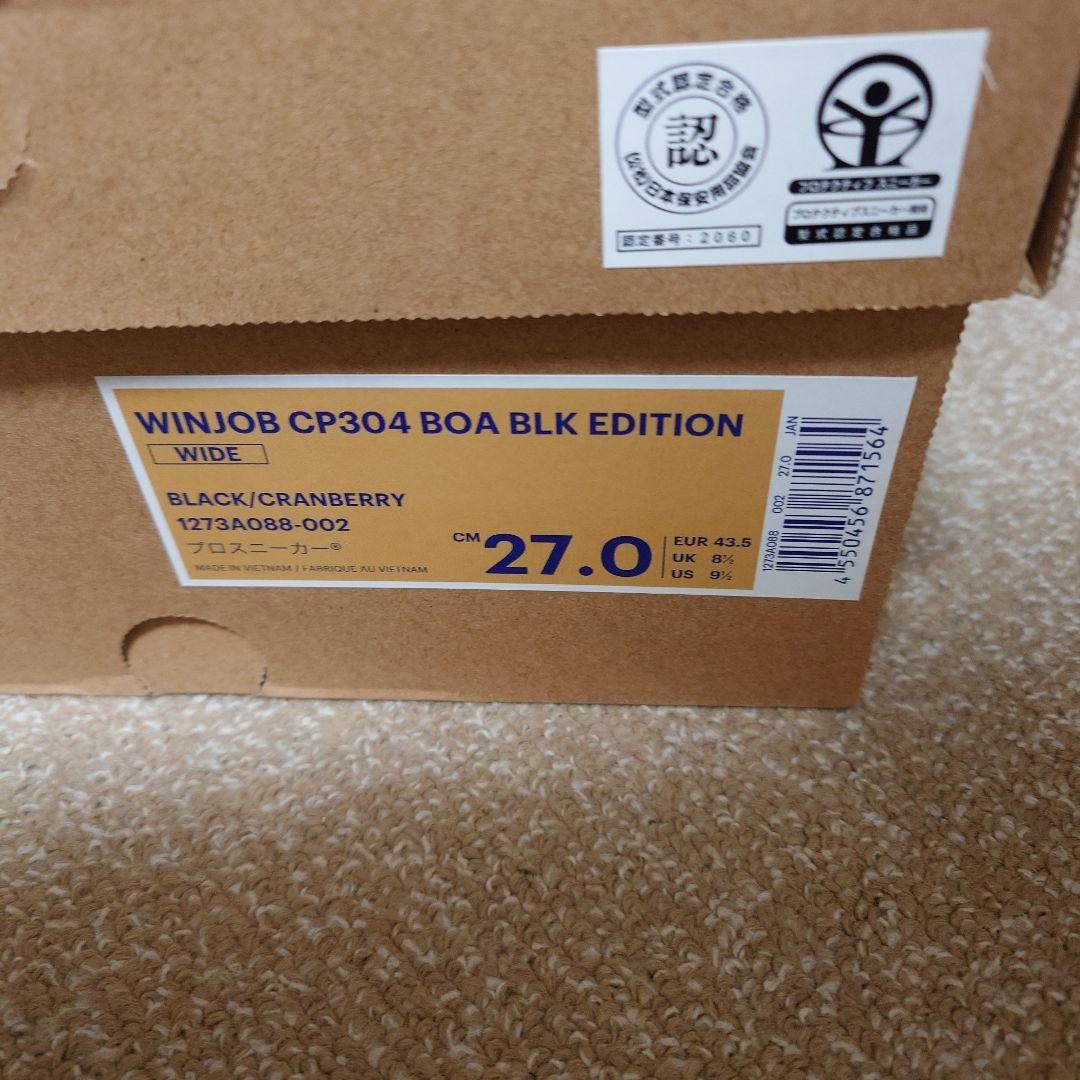 型式認定合格
認
(公社)日本保安用品協会
認定番号：2060
プロテクティブスニーカー
プロテクティブスニーカー規格
型式認定合格品
WINJOB CP304 BOA BLK EDITION
WIDE
BLACK/CRANBERRY
1273A088-002
プロスニーカー®
MADE IN VIETNAM / FABRIQUE AU VIETNAM
CM 27.0
EUR 43.5
UK 8½
US 9½
1273A088 002 27.0 JAN
4550456871564